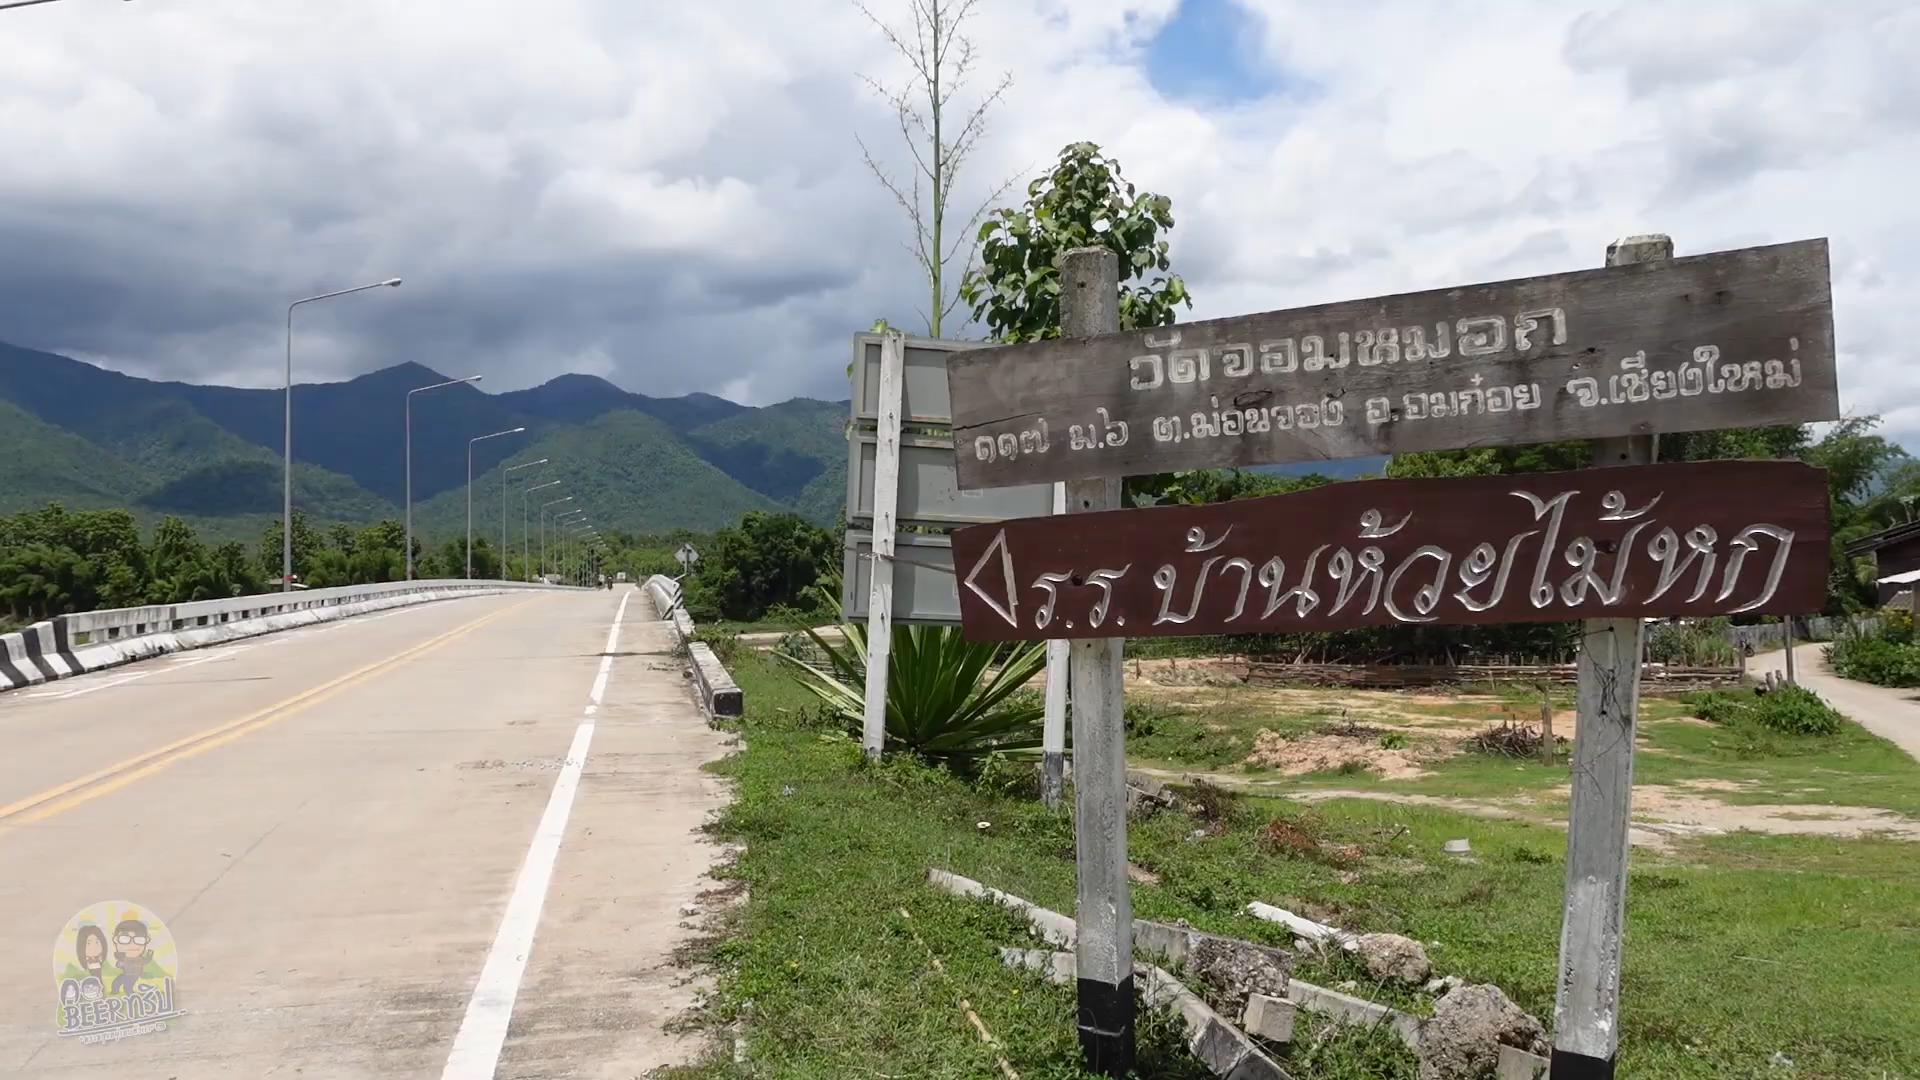 วัดจอมหมอก
๑๑๗ ม.๖ ต.ม่อนจอง อ.อมก๋อย จ.เชียงใหม่
ร.ร. บ้านห้วยไม้หก
BEERทริป